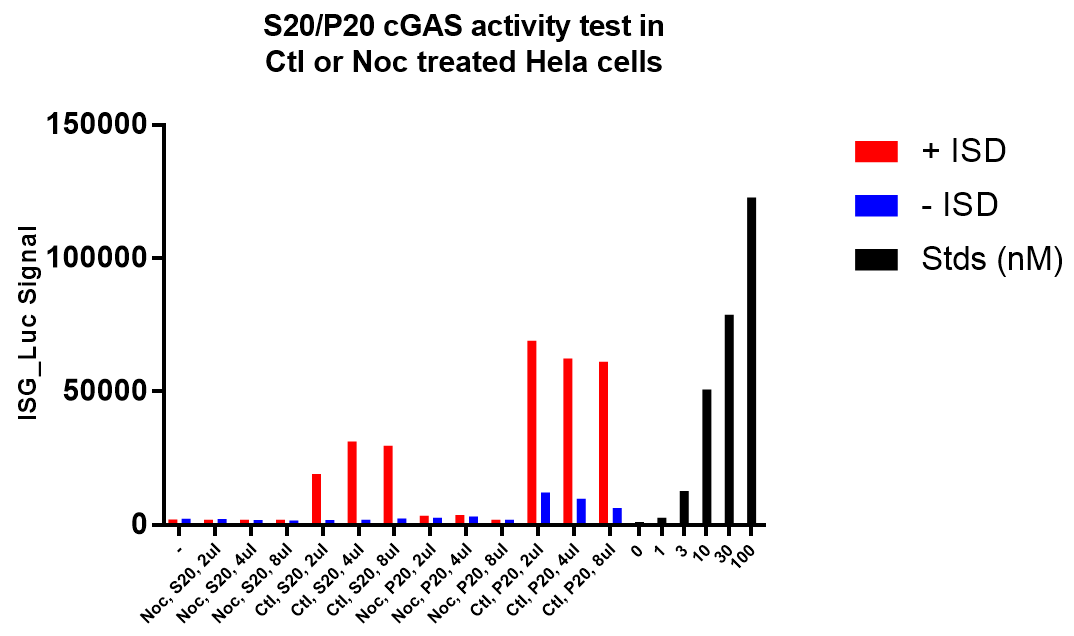 S20/P20 cGAS activity test in
Ctl or Noc treated Hela cells
150000
100000
50000
0
ISG_Luc Signal
+ ISD
- ISD
Stds (nM)
-
Noc, S20, 2ul
Noc, S20, 4ul
Noc, S20, 8ul
Ctl, S20, 2ul
Ctl, S20, 4ul
Ctl, S20, 8ul
Noc, P20, 2ul
Noc, P20, 4ul
Noc, P20, 8ul
Ctl, P20, 2ul
Ctl, P20, 4ul
Ctl, P20, 8ul
0
1
3
10
30
100